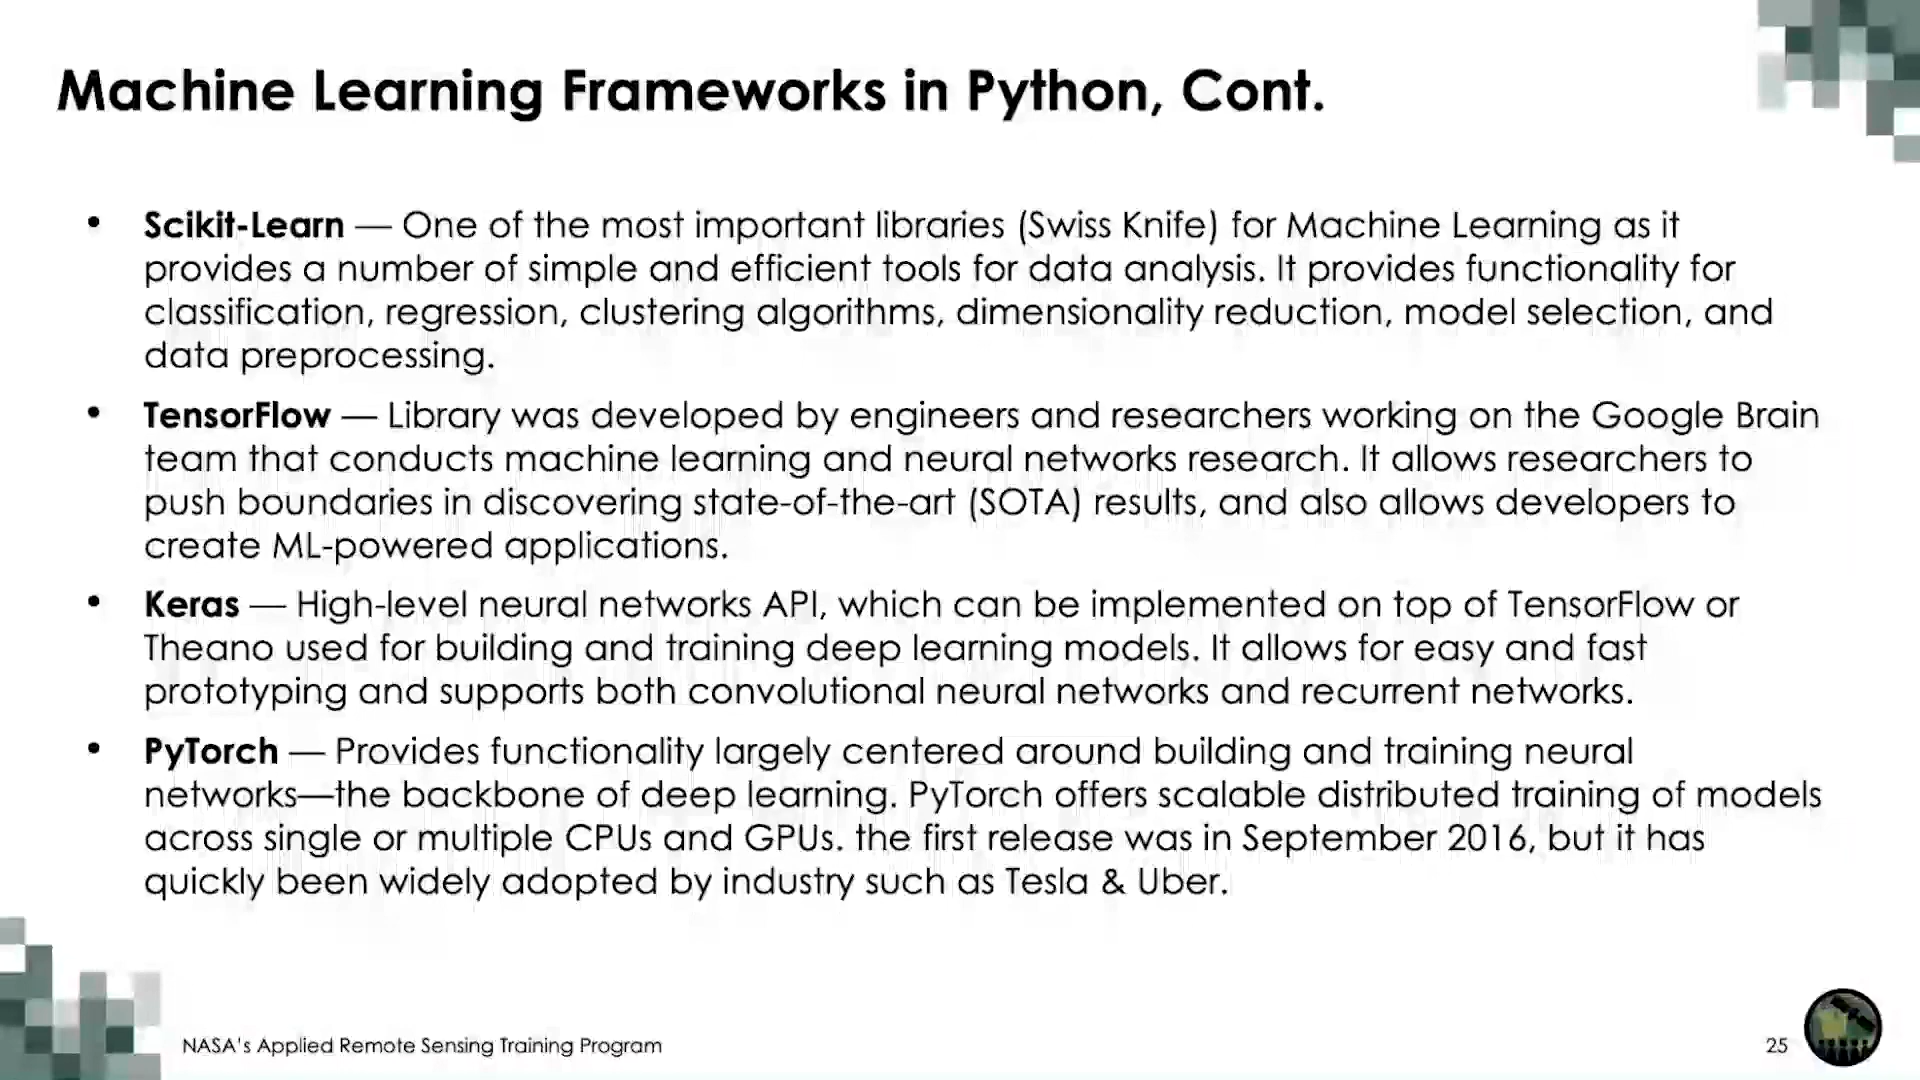 Machine Learning Frameworks in Python, Cont.
• Scikit-Learn — One of the most important libraries (Swiss Knife) for Machine Learning as it
provides a number of simple and efficient tools for data analysis. It provides functionality for
classification, regression, clustering algorithms, dimensionality reduction, model selection, and
data preprocessing.
• TensorFlow — Library was developed by engineers and researchers working on the Google Brain
team that conducts machine learning and neural networks research. It allows researchers to
push boundaries in discovering state-of-the-art (SOTA) results, and also allows developers to
create ML-powered applications.
• Keras — High-level neural networks API, which can be implemented on top of TensorFlow or
Theano used for building and training deep learning models. It allows for easy and fast
prototyping and supports both convolutional neural networks and recurrent networks.
• PyTorch — Provides functionality largely centered around building and training neural
networks—the backbone of deep learning. PyTorch offers scalable distributed training of models
across single or multiple CPUs and GPUs. the first release was in September 2016, but it has
quickly been widely adopted by industry such as Tesla & Uber.
NASA's Applied Remote Sensing Training Program
25